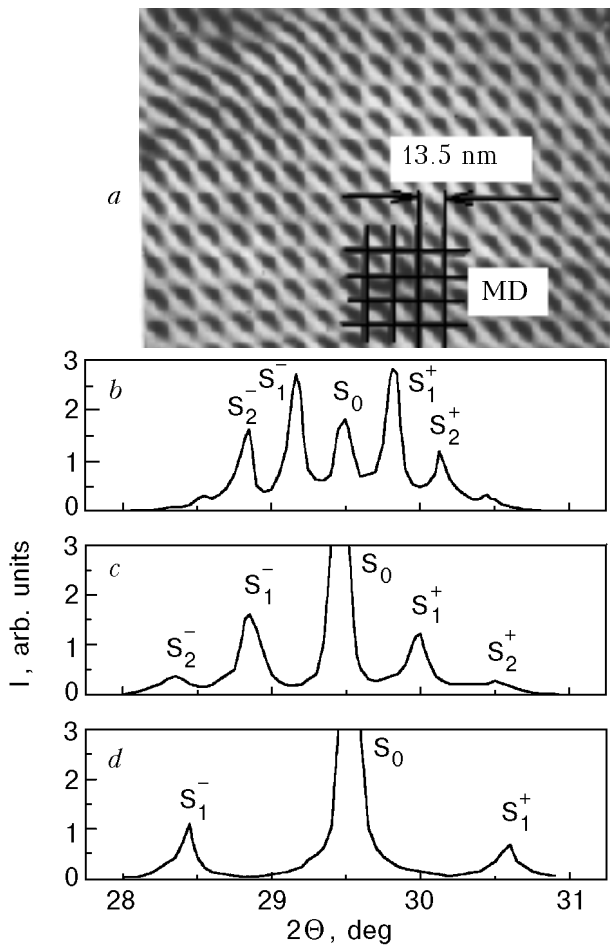 13.5 nm
a
MD
3
b
S₂⁻ S₁⁻ S₀ S₁⁺ S₂⁺
2
1
0
3
c
S₂⁻ S₁⁻ S₀ S₁⁺ S₂⁺
2
1
0
I, arb. units
3
d
S₁⁻ S₀ S₁⁺
2
1
0
28 29 30 31
2Θ, deg